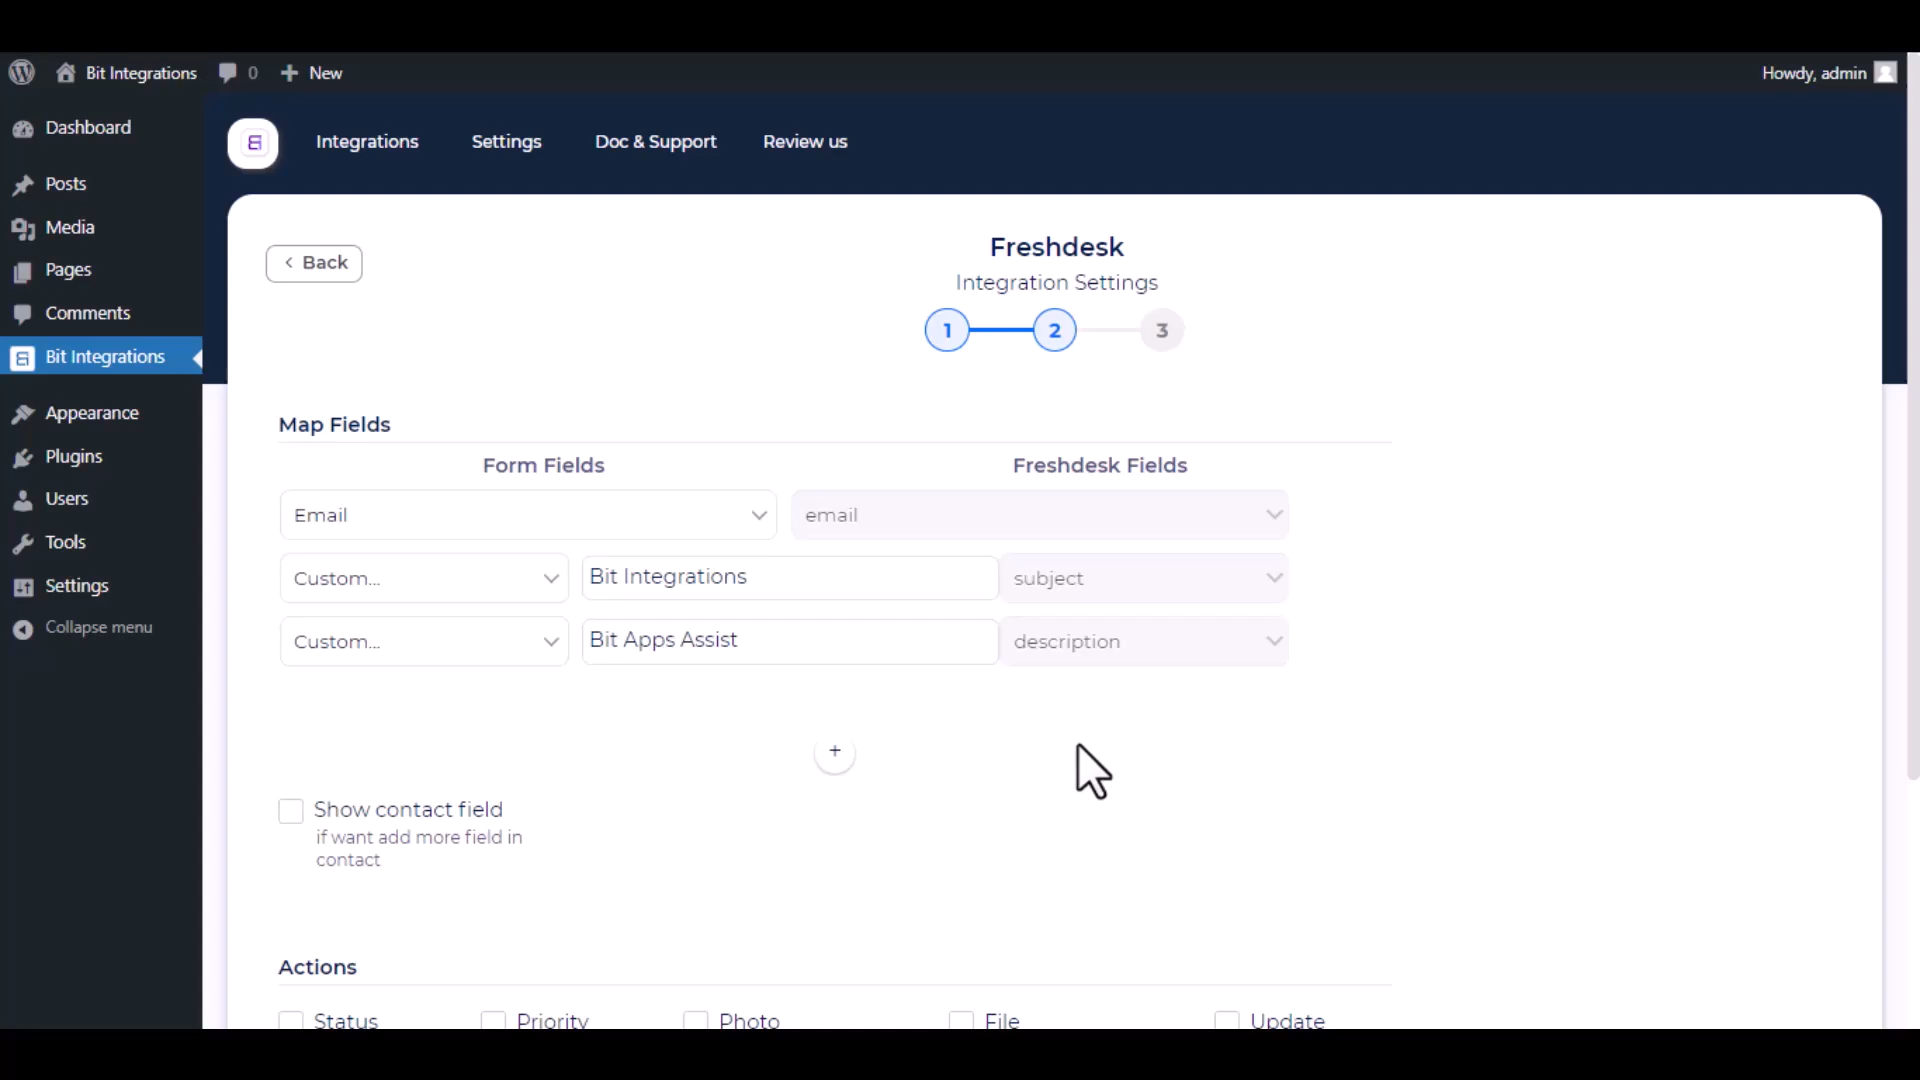 Bit Integrations 0 New Howdy, admin
Dashboard
Posts
Media
Pages
Comments
Bit Integrations
Appearance
Plugins
Users
Tools
Settings
Collapse menu
Integrations Settings Doc & Support Review us
Back
Freshdesk
Integration Settings
1 2 3
Map Fields
Form Fields Freshdesk Fields
Email email
Custom... Bit Integrations subject
Custom... Bit Apps Assist description
+
Show contact field
if want add more field in
contact
Actions
Status Priority Photo File Update